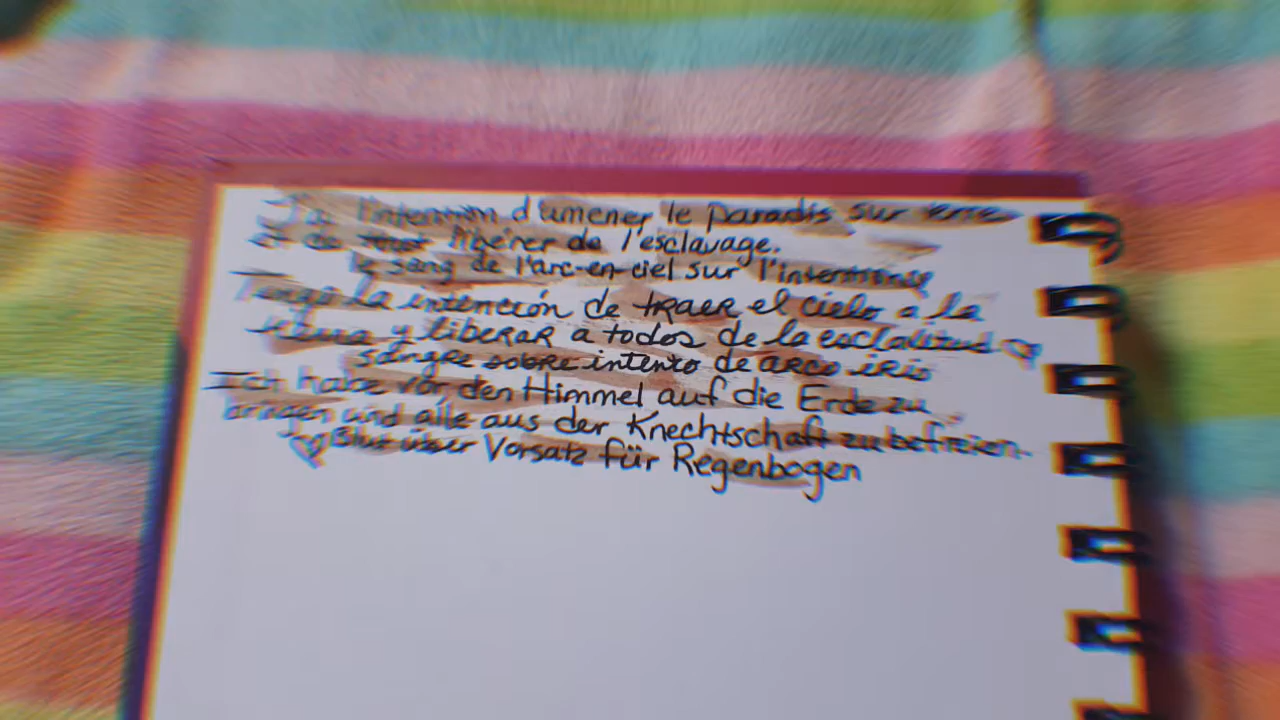 J'ai l'intention d'amener le paradis sur terre
et de tout libérer de l'esclavage.
le sang de l'arc-en-ciel sur l'intentionné
Tengo la intención de traer el cielo a la
y liberar a todos de la esclalitud
sangre sobre intento de arco iris
Ich habe vor, den Himmel auf die Erde zu
bringen und alle aus der Knechtschaft zu befreien.
Blut über Vorsatz für Regenbogen